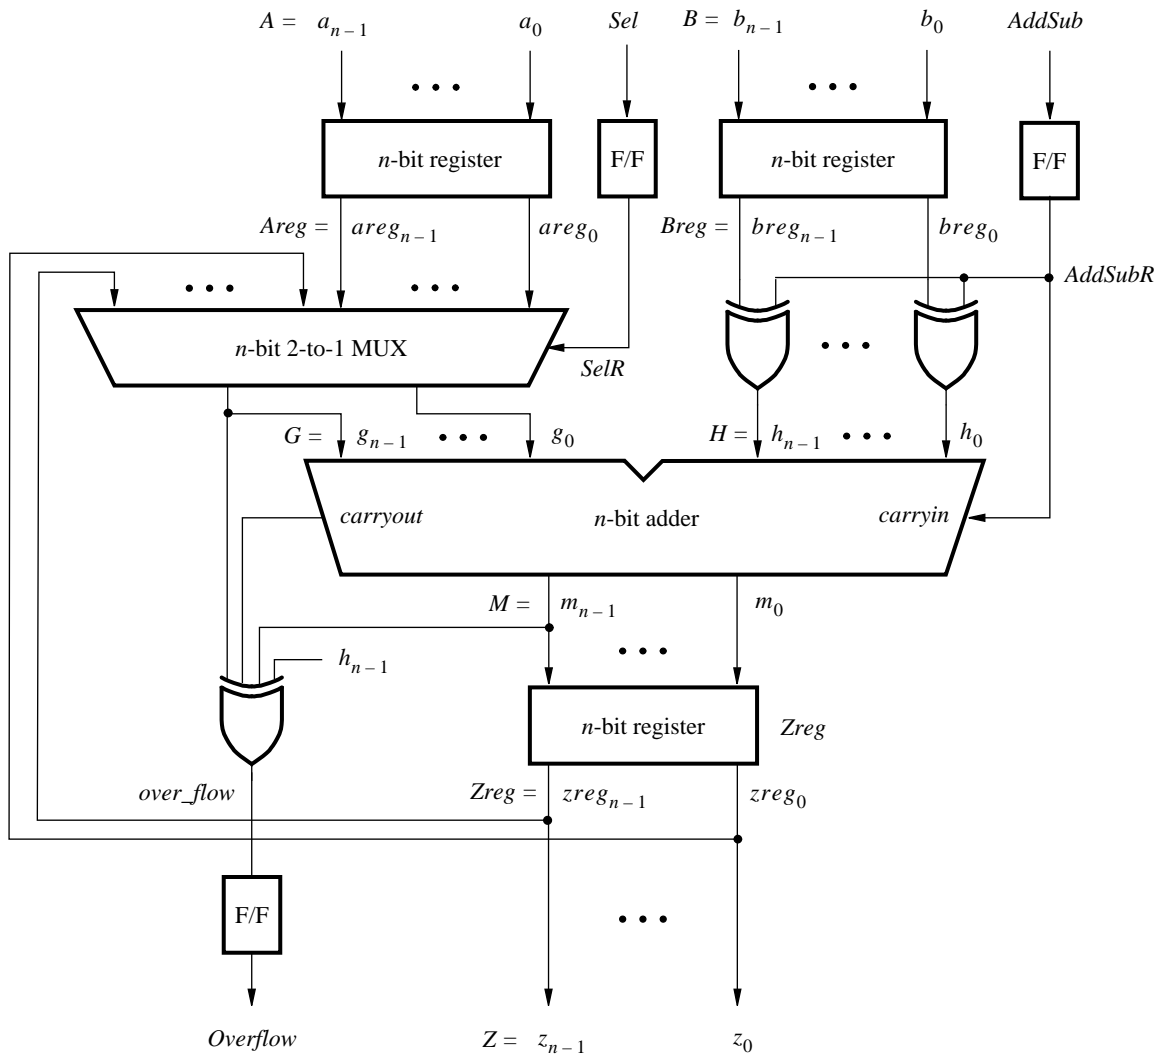 A = a_{n-1} a_0 Sel B = b_{n-1} b_0 AddSub
n-bit register F/F n-bit register F/F
Areg = areg_{n-1} areg_0 Breg = breg_{n-1} breg_0
AddSubR
n-bit 2-to-1 MUX
SelR
G = g_{n-1} g_0 H = h_{n-1} h_0
carryout n-bit adder carryin
M = m_{n-1} m_0
h_{n-1}
n-bit register Zreg
over_flow Zreg = zreg_{n-1} zreg_0
F/F
Overflow Z = z_{n-1} z_0